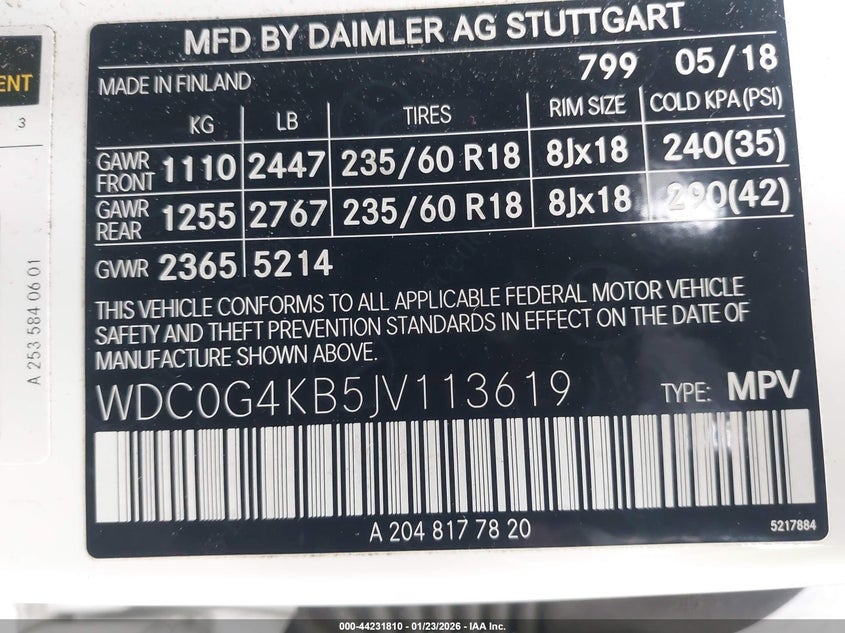 MFD BY DAIMLER AG STUTTGART
MADE IN FINLAND 799 05/18
KG LB TIRES RIM SIZE COLD KPA (PSI)
GAWR FRONT 1110 2447 235/60 R18 8Jx18 240(35)
GAWR REAR 1255 2767 235/60 R18 8Jx18 290(42)
GVWR 2365 5214
THIS VEHICLE CONFORMS TO ALL APPLICABLE FEDERAL MOTOR VEHICLE
SAFETY AND THEFT PREVENTION STANDARDS IN EFFECT ON THE DATE OF
MANUFACTURE SHOWN ABOVE.
WDC0G4KB5JV113619 TYPE: MPV
A 204 817 78 20
5217884
3
A 253 584 06 01
000-44231810 - 01/23/2026 - IAA Inc.